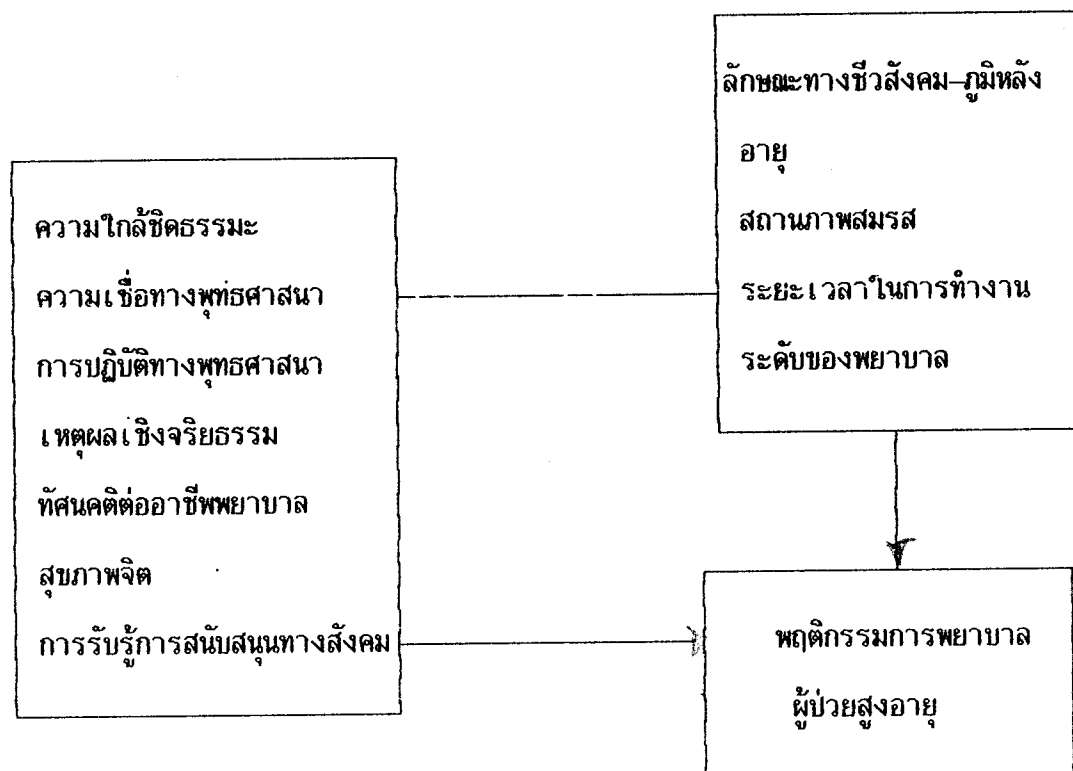 ลักษณะทางชีวสังคม-ภูมิหลัง
อายุ
สถานภาพสมรส
ระยะเวลาในการทำงาน
ระดับของพยาบาล
ความใกล้ชิดธรรมะ
ความเชื่อทางพุทธศาสนา
การปฏิบัติทางพุทธศาสนา
เหตุผลเชิงจริยธรรม
ทัศนคติต่ออาชีพพยาบาล
สุขภาพจิต
การรับรู้การสนับสนุนทางสังคม
พฤติกรรมการพยาบาล
ผู้ป่วยสูงอายุ